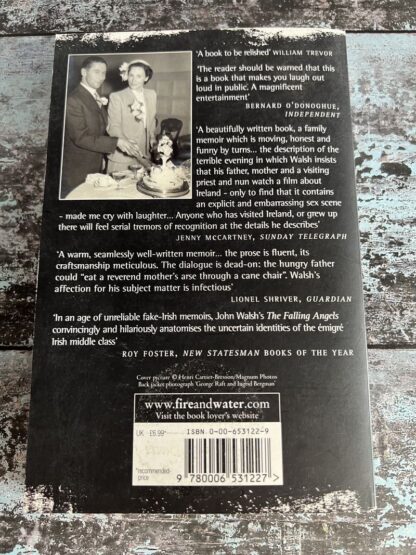 'A book to be relished' WILLIAM TREVOR
'The reader should be warned that this
is a book that makes you laugh out
loud in public. A magnificent
entertainment'
BERNARD O'DONOGHUE,
INDEPENDENT
'A beautifully written book, a family
memoir which is moving, honest and
funny by turns... the description of the
terrible evening in which Walsh insists
that his father, mother and a visiting
priest and nun watch a film about
Ireland - only to find that it contains
an explicit and embarrassing sex scene
- made me cry with laughter... Anyone who has visited Ireland, or grew up
there will feel serial tremors of recognition at the details he describes'
JENNY McCARTNEY, SUNDAY TELEGRAPH
'A warm, seamlessly well-written memoir... the prose is fluent, its
craftsmanship meticulous. The dialogue is dead-on: the hungry father
could "eat a reverend mother's arse through a cane chair". Walsh's
affection for his subject matter is infectious'
LIONEL SHRIVER, GUARDIAN
'In an age of unreliable fake-Irish memoirs, John Walsh's The Falling Angels
convincingly and hilariously anatomises the uncertain identities of the émigré
Irish middle class'
ROY FOSTER, NEW STATESMAN BOOKS OF THE YEAR
Cover picture © Henri Cartier-Bresson/Magnum Photos
Back jacket photograph 'George Raft and Ingrid Bergman'
www.fireandwater.com
Visit the book lover's website
UK £6.99*
ISBN 0-00-653122-9
*recommended
price
9 780006 531227 >